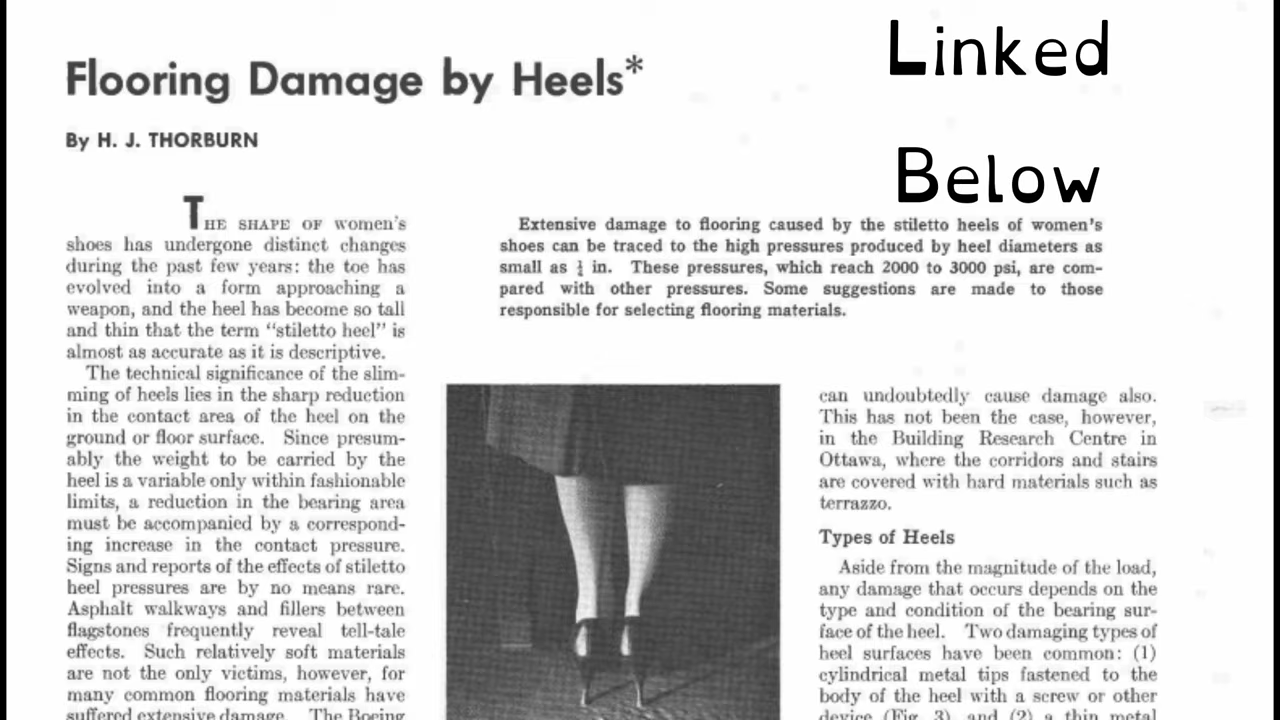 Linked
Below
Flooring Damage by Heels*
By H. J. THORBURN
THE SHAPE OF women's
shoes has undergone distinct changes
during the past few years: the toe has
evolved into a form approaching a
weapon, and the heel has become so tall
and thin that the term "stiletto heel" is
almost as accurate as it is descriptive.
The technical significance of the slim-
ming of heels lies in the sharp reduction
in the contact area of the heel on the
ground or floor surface. Since presum-
ably the weight to be carried by the
heel is a variable only within fashionable
limits, a reduction in the bearing area
must be accompanied by a correspond-
ing increase in the contact pressure.
Signs and reports of the effects of stiletto
heel pressures are by no means rare.
Asphalt walkways and fillers between
flagstones frequently reveal tell-tale
effects. Such relatively soft materials
are not the only victims, however, for
many common flooring materials have
suffered extensive damage. The Boeing
Extensive damage to flooring caused by the stiletto heels of women's
shoes can be traced to the high pressures produced by heel diameters as
small as ¼ in. These pressures, which reach 2000 to 3000 psi, are com-
pared with other pressures. Some suggestions are made to those
responsible for selecting flooring materials.
can undoubtedly cause damage also.
This has not been the case, however,
in the Building Research Centre in
Ottawa, where the corridors and stairs
are covered with hard materials such as
terrazzo.
Types of Heels
Aside from the magnitude of the load,
any damage that occurs depends on the
type and condition of the bearing sur-
face of the heel. Two damaging types of
heel surfaces have been common: (1)
cylindrical metal tips fastened to the
body of the heel with a screw or other
device (Fig. 3), and (2) a thin metal